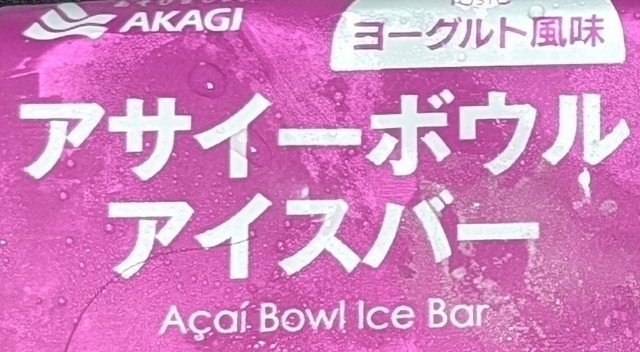 AKAGI
ヨーグルト風味
アサイーボウル
アイスバー
Açaí Bowl Ice Bar